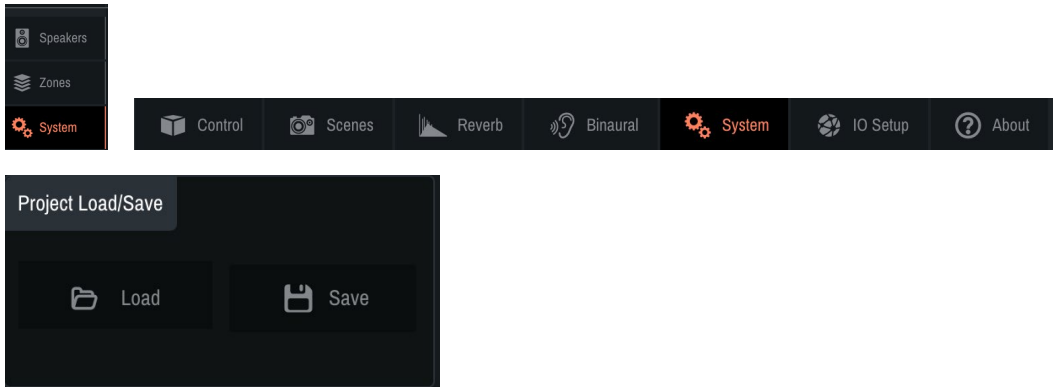 Speakers
Zones
System
Control Scenes Reverb Binaural System IO Setup About
Project Load/Save
Load Save